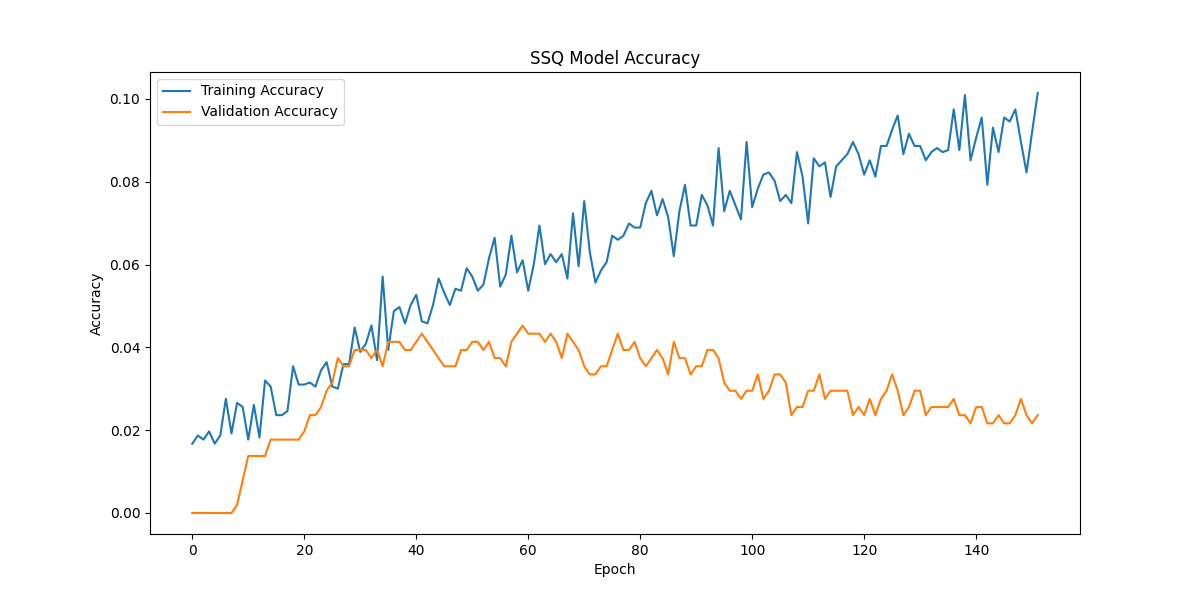 SSQ Model Accuracy
Training Accuracy
Validation Accuracy
0.10
0.08
0.06
0.04
0.02
0.00
Accuracy
0 20 40 60 80 100 120 140
Epoch